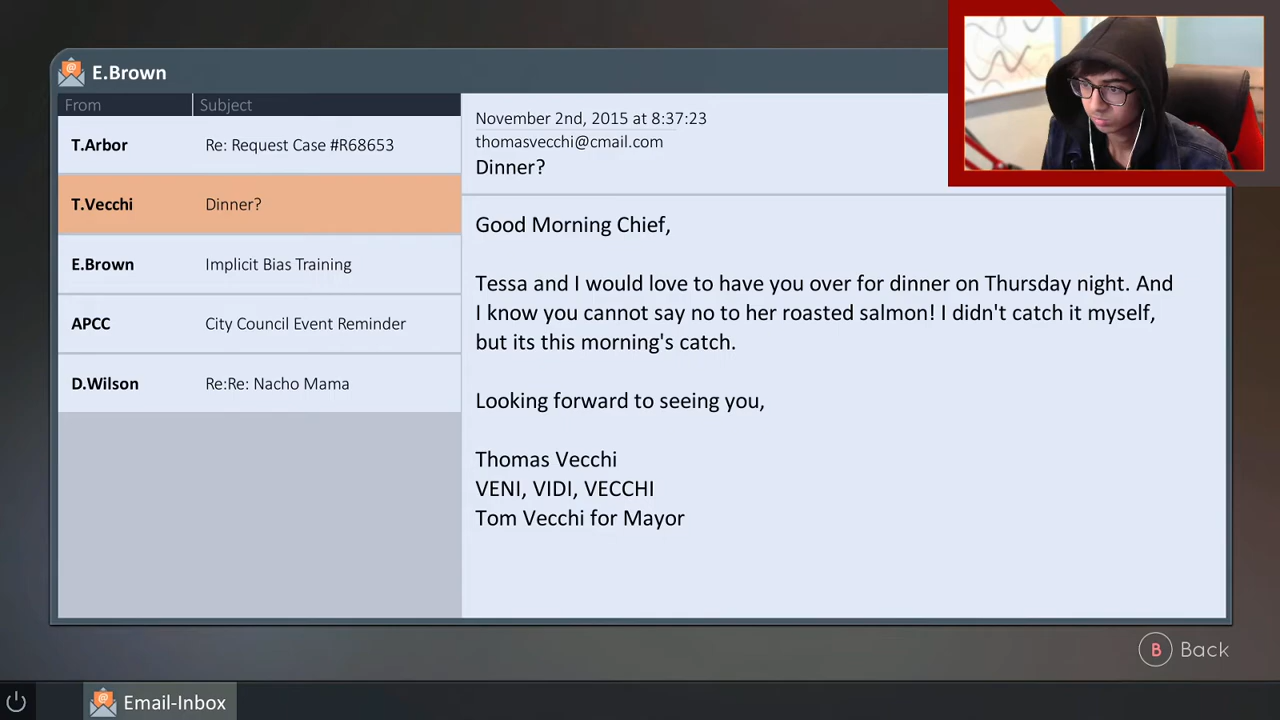 E.Brown
From Subject
T.Arbor Re: Request Case #R68653
T.Vecchi Dinner?
E.Brown Implicit Bias Training
APCC City Council Event Reminder
D.Wilson Re:Re: Nacho Mama
November 2nd, 2015 at 8:37:23
thomasvecchi@cmail.com
Dinner?
Good Morning Chief,
Tessa and I would love to have you over for dinner on Thursday night. And
I know you cannot say no to her roasted salmon! I didn't catch it myself,
but its this morning's catch.
Looking forward to seeing you,
Thomas Vecchi
VENI, VIDI, VECCHI
Tom Vecchi for Mayor
B Back
Email-Inbox